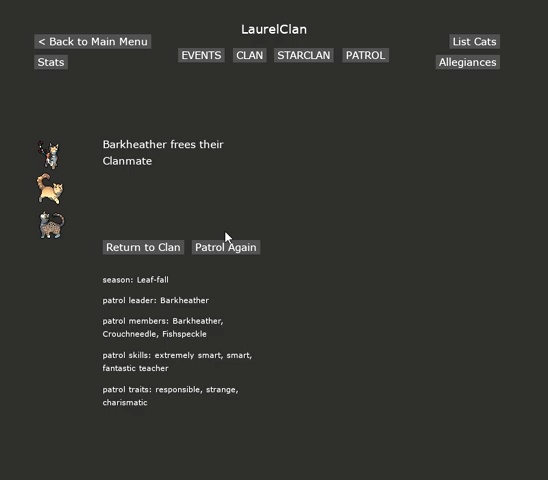 LaurelClan
< Back to Main Menu
List Cats
EVENTS
CLAN
STARCLAN
PATROL
Stats
Allegiances
Barkheather frees their
Clanmate
Return to Clan
Patrol Again
season: Leaf-fall
patrol leader: Barkheather
patrol members: Barkheather,
Crouchneedle, Fishspeckle
patrol skills: extremely smart, smart,
fantastic teacher
patrol traits: responsible, strange,
charismatic